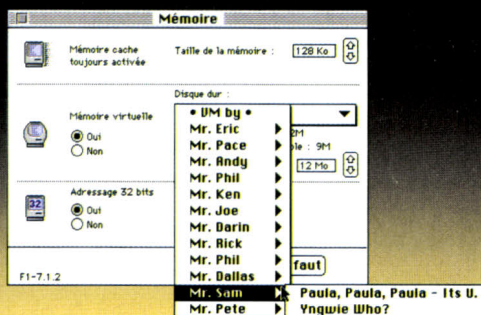 Mémoire
Mémoire cache
toujours activée
Taille de la mémoire :
128 Ko
Disque dur :
Mémoire virtuelle
Oui
Non
• VM by •
Mr. Eric
Mr. Pace
Mr. Andy
Mr. Phil
Mr. Ken
Mr. Joe
Mr. Darin
Mr. Rick
Mr. Phil
Mr. Dallas
Mr. Sam
Mr. Pete
2M
ple : 9M
12 Mo
Adressage 32 bits
32
Oui
Non
faut
F1-7.1.2
Paula, Paula, Paula - Its U.
Yngwie Who?